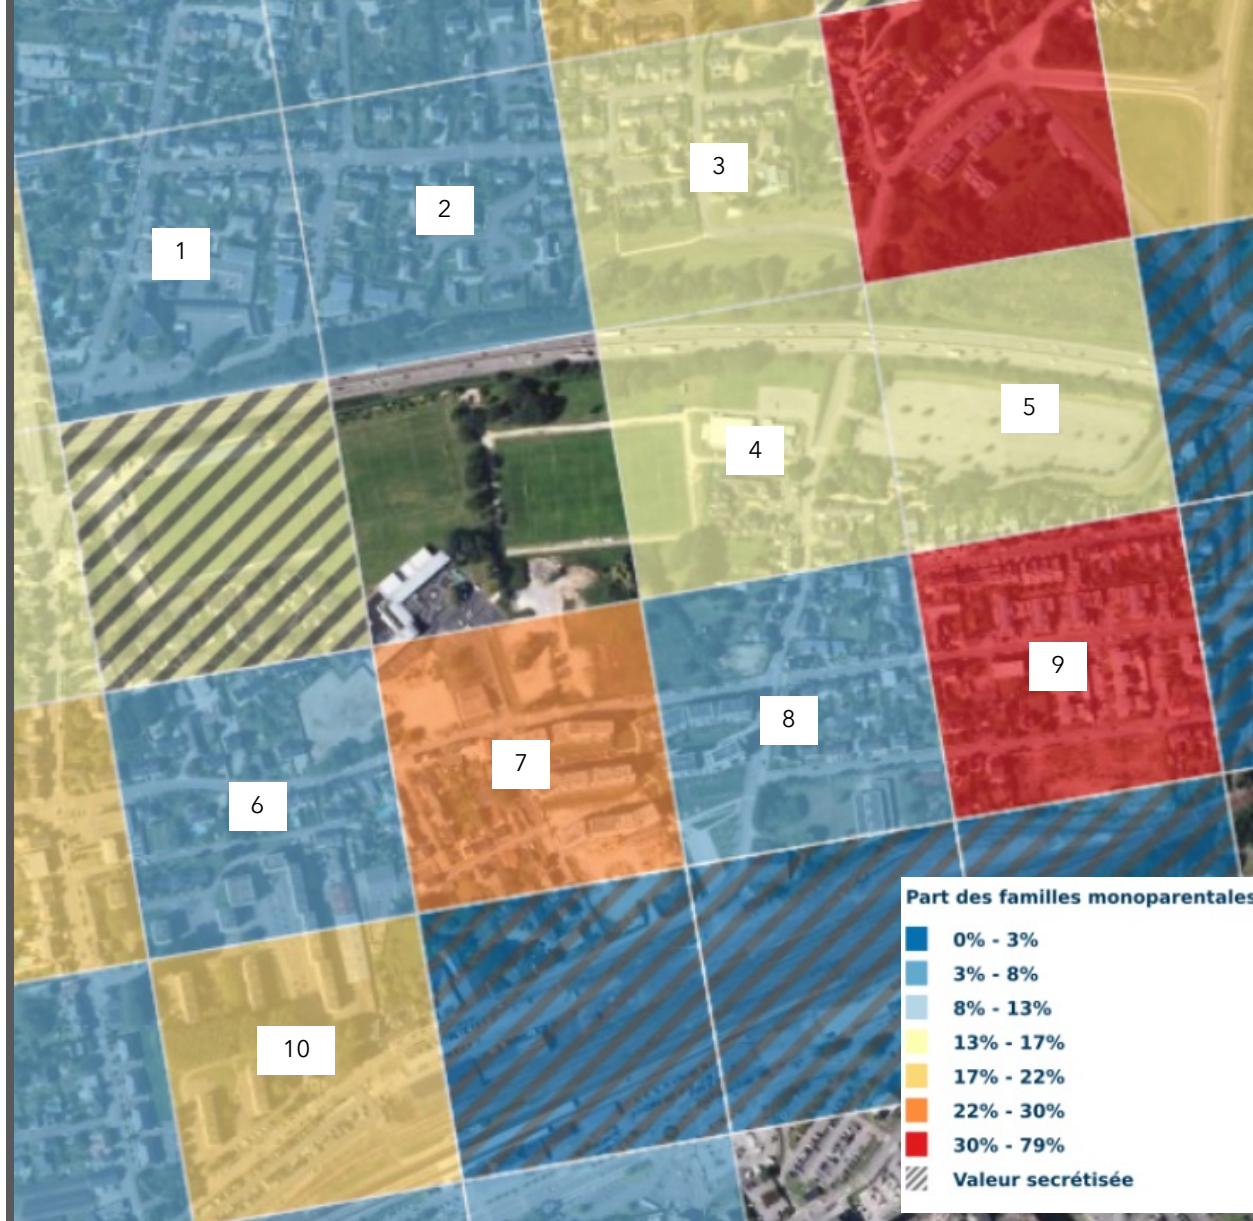 3
2
1
5
4
9
8
7
6
10
Part des familles monoparentales
0% - 3%
3% - 8%
8% - 13%
13% - 17%
17% - 22%
22% - 30%
30% - 79%
Valeur secrétisée